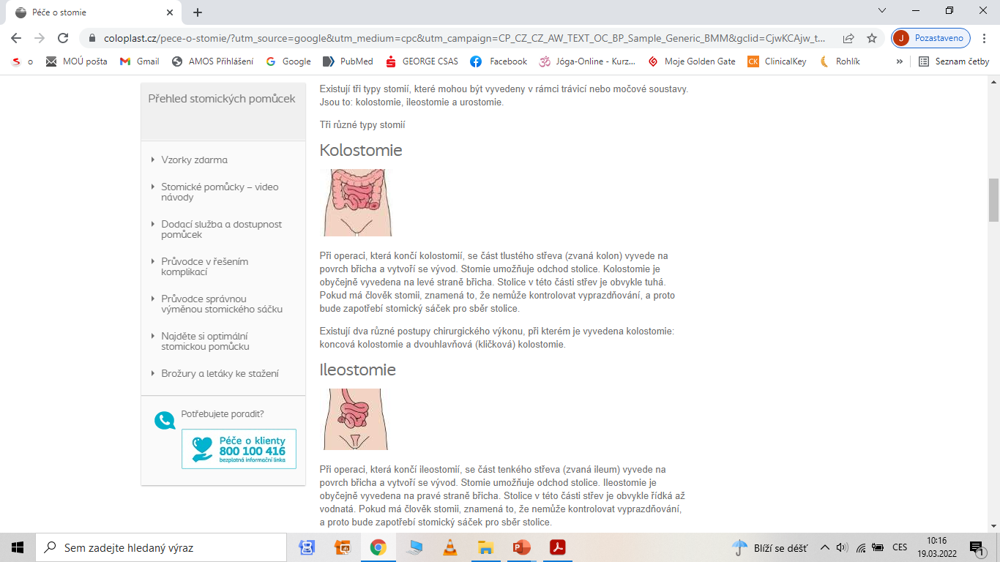 Péče o stomie
coloplast.cz/pece-o-stomie/?utm_source=google&utm_medium=cpc&utm_campaign=CP_CZ_CZ_AW_TEXT_OC_BP_Sample_Generic_BMM&gclid=CjwKCAjw_t...
J Pozastaveno
S o MOÚ pošta Gmail AMOS Přihlášení Google PubMed GEORGE CSAS Facebook Jóga-Online - Kurz... Moje Golden Gate CK ClinicalKey Rohlík » Seznam četby
Přehled stomických pomůcek
Vzorky zdarma
Stomické pomůcky – video
návody
Dodací služba a dostupnost
pomůcek
Průvodce v řešením
komplikací
Průvodce správnou
výměnou stomického sáčku
Najděte si optimální
stomickou pomůcku
Brožury a letáky ke stažení
Potřebujete poradit?
Péče o klienty
800 100 416
bezplatná informační linka
Existují tři typy stomií, které mohou být vyvedeny v rámci trávicí nebo močové soustavy.
Jsou to: kolostomie, ileostomie a urostomie.
Tři různé typy stomií
Kolostomie
Při operaci, která končí kolostomií, se část tlustého střeva (zvaná kolon) vyvede na
povrch břicha a vytvoří se vývod. Stomie umožňuje odchod stolice. Kolostomie je
obyčejně vyvedena na levé straně břicha. Stolice v této části střev je obvykle tuhá.
Pokud má člověk stomii, znamená to, že nemůže kontrolovat vyprazdňování, a proto
bude zapotřebí stomický sáček pro sběr stolice.
Existují dva různé postupy chirurgického výkonu, při kterém je vyvedena kolostomie:
koncová kolostomie a dvouhlavňová (kličková) kolostomie.
Ileostomie
Při operaci, která končí ileostomií, se část tenkého střeva (zvaná ileum) vyvede na
povrch břicha a vytvoří se vývod. Stomie umožňuje odchod stolice. Ileostomie je
obyčejně vyvedena na pravé straně břicha. Stolice v této části střev je obvykle řídká až
vodnatá. Pokud má člověk stomii, znamená to, že nemůže kontrolovat vyprazdňování,
a proto bude zapotřebí stomický sáček pro sběr stolice.
Sem zadejte hledaný výraz
Blíží se déšť CES
10:16
19.03.2022
1